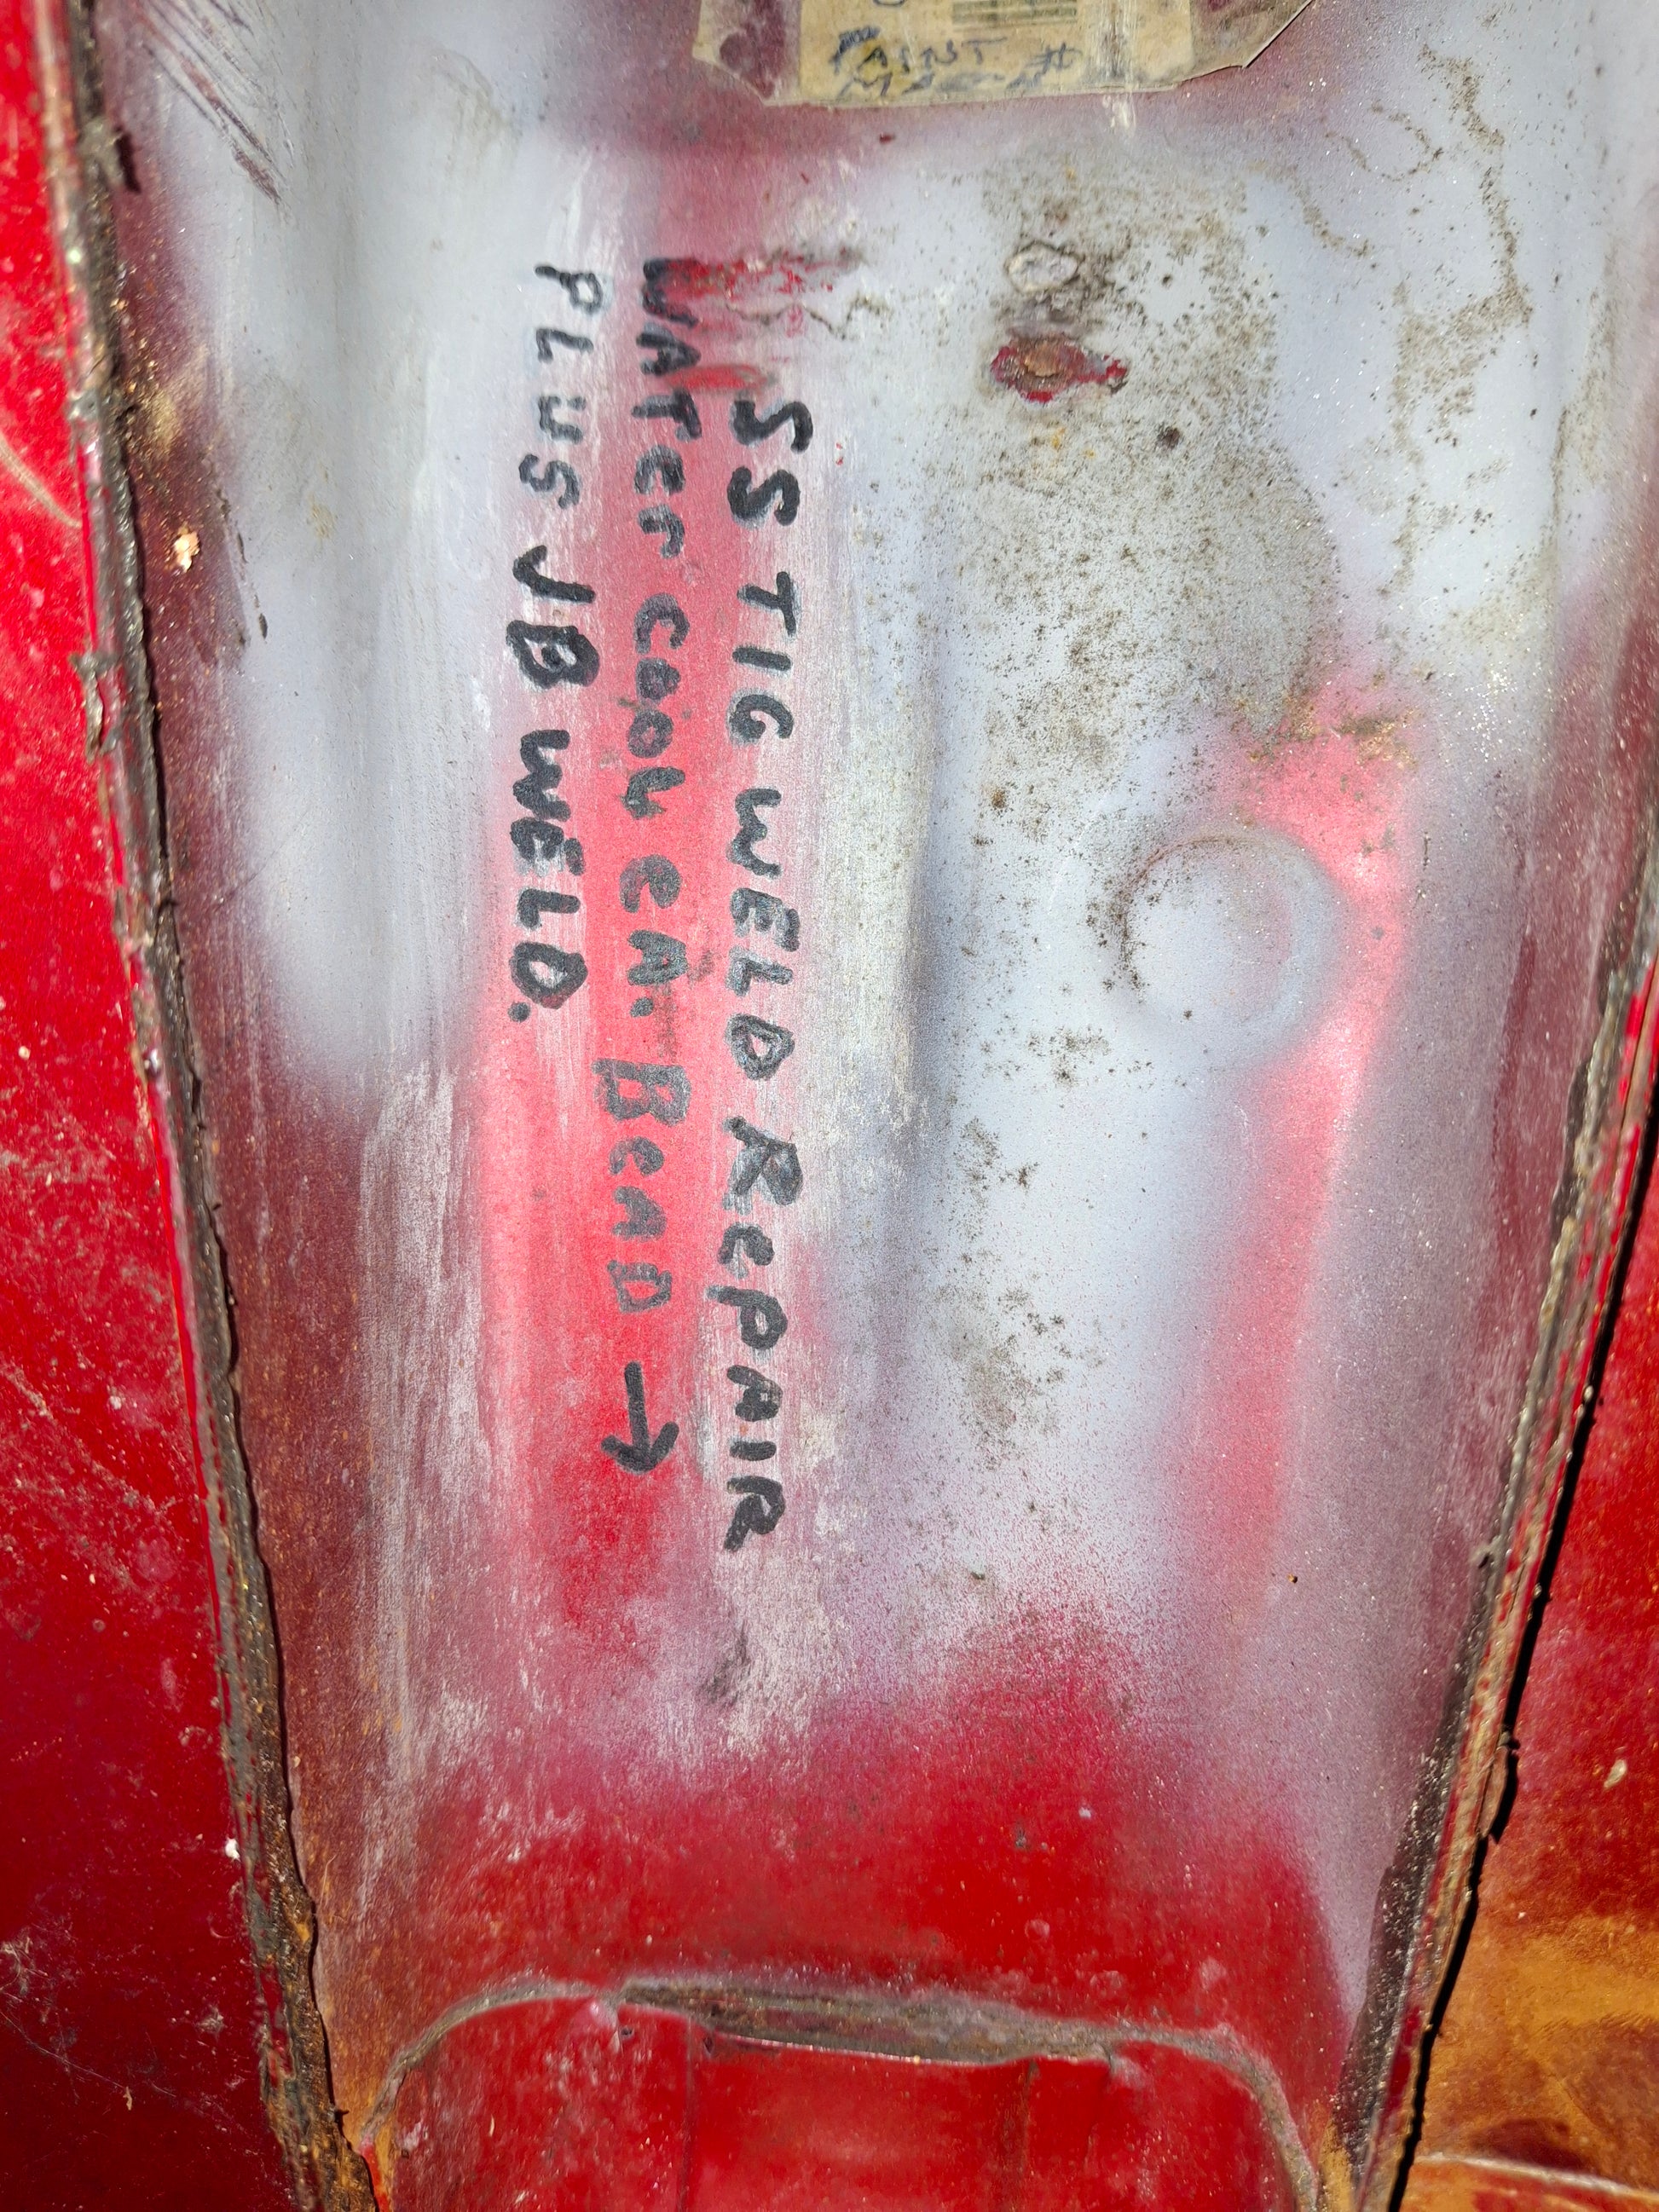 SS TIG WELD RePAIR
WATer COOL EA. BeAD →
PLUS JB WELD.